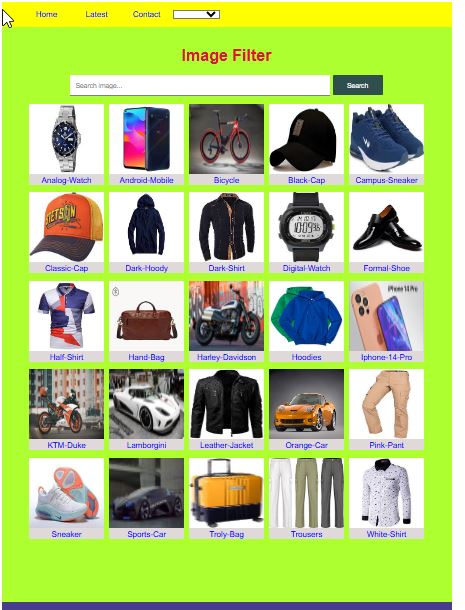 Home Latest Contact
Image Filter
Search image... Search
Analog-Watch Android-Mobile Bicycle Black-Cap Campus-Sneaker
STETSON
Classic-Cap Dark-Hoody Dark-Shirt Digital-Watch Formal-Shoe
iPhone 14 Pro
Half-Shirt Hand-Bag Harley-Davidson Hoodies Iphone-14-Pro
KTM-Duke Lamborgini Leather-Jacket Orange-Car Pink-Pant
Sneaker Sports-Car Troly-Bag Trousers White-Shirt